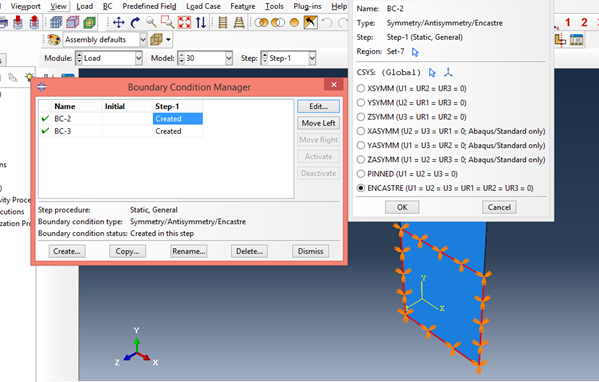 View Viewport View Load BC Predefined Field Load Case Feature Tools Plug-ins Help
Assembly defaults
Module: Load Model: 30 Step: Step-1
1 2 3
Boundary Condition Manager
Name Initial Step-1
BC-2 Created
BC-3 Created
Edit...
Move Left
Move Right
Activate
Deactivate
Step procedure: Static, General
Boundary condition type: Symmetry/Antisymmetry/Encastre
Boundary condition status: Created in this step
Create... Copy... Rename... Delete... Dismiss
Name: BC-2
Type: Symmetry/Antisymmetry/Encastre
Step: Step-1 (Static, General)
Region: Set-7
CSYS: (Global)
XSYMM (U1 = UR2 = UR3 = 0)
YSYMM (U2 = UR1 = UR3 = 0)
ZSYMM (U3 = UR1 = UR2 = 0)
XASYMM (U2 = U3 = UR1 = 0; Abaqus/Standard only)
YASYMM (U1 = U3 = UR2 = 0; Abaqus/Standard only)
ZASYMM (U1 = U2 = UR3 = 0; Abaqus/Standard only)
PINNED (U1 = U2 = U3 = 0)
ENCASTRE (U1 = U2 = U3 = UR1 = UR2 = UR3 = 0)
OK Cancel
s)
ivity Proce
cutions
ization Pr
Y
X
Y
Z X